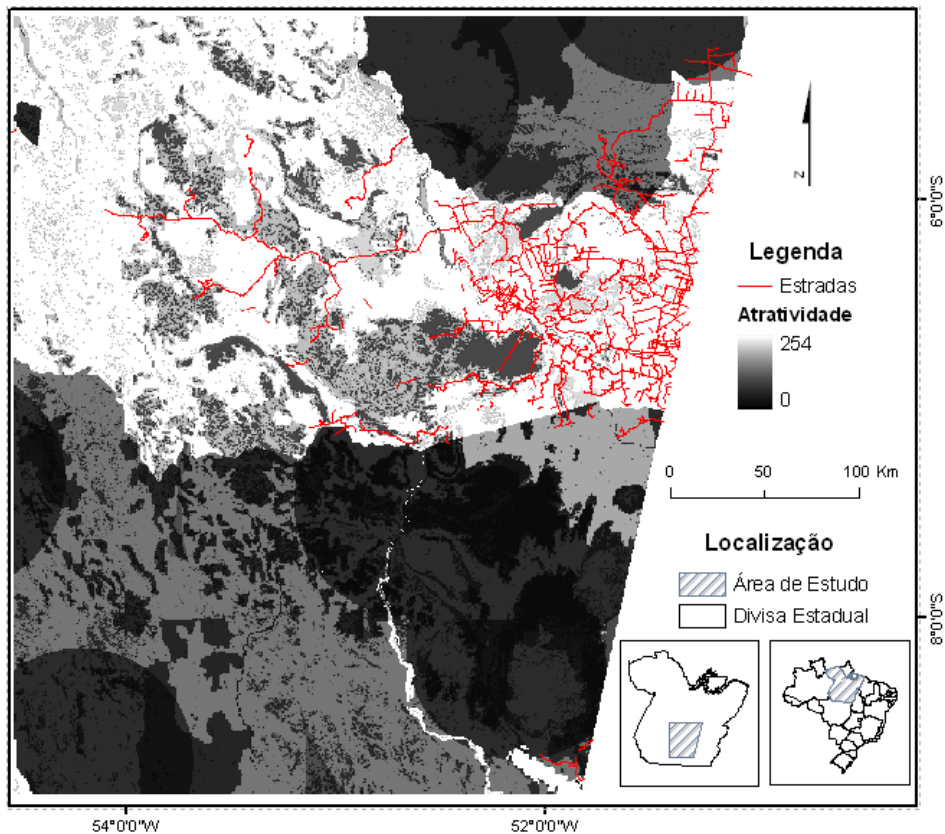 N
6°0'0"S
Legenda
Estradas
Atratividade
254
0
0 50 100 Km
Localização
Área de Estudo
Divisa Estadual
8°0'0"S
54°0'0"W 52°0'0"W